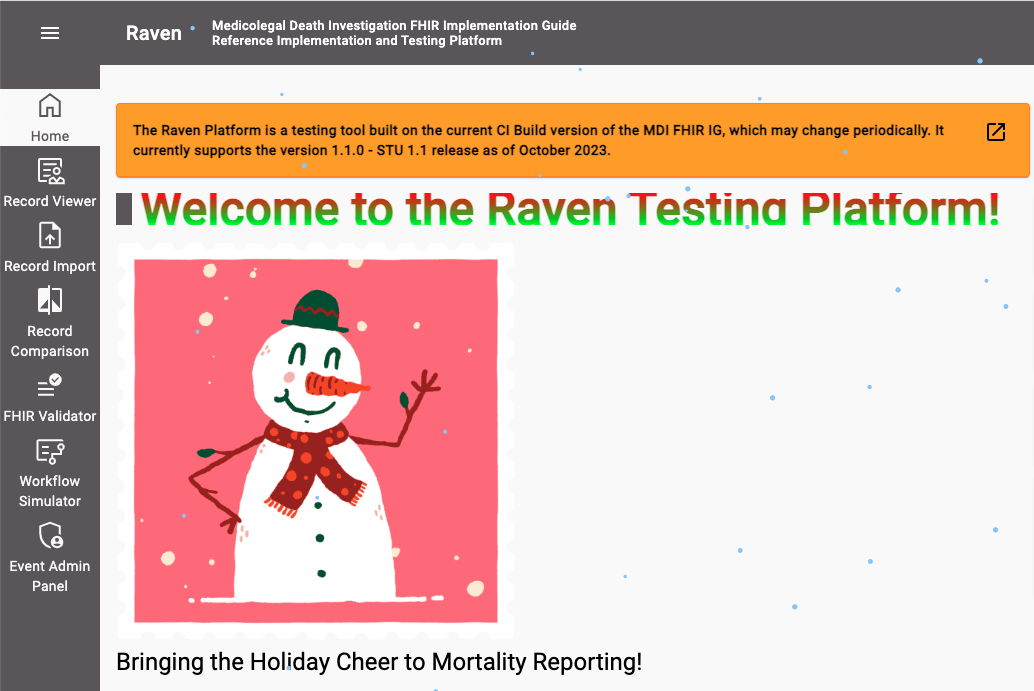 Raven
Medicolegal Death Investigation FHIR Implementation Guide
Reference Implementation and Testing Platform
Home
Record Viewer
Record Import
Record
Comparison
FHIR Validator
Workflow
Simulator
Event Admin
Panel
The Raven Platform is a testing tool built on the current CI Build version of the MDI FHIR IG, which may change periodically. It
currently supports the version 1.1.0 - STU 1.1 release as of October 2023.
Welcome to the Raven Testing Platform!
Bringing the Holiday Cheer to Mortality Reporting!